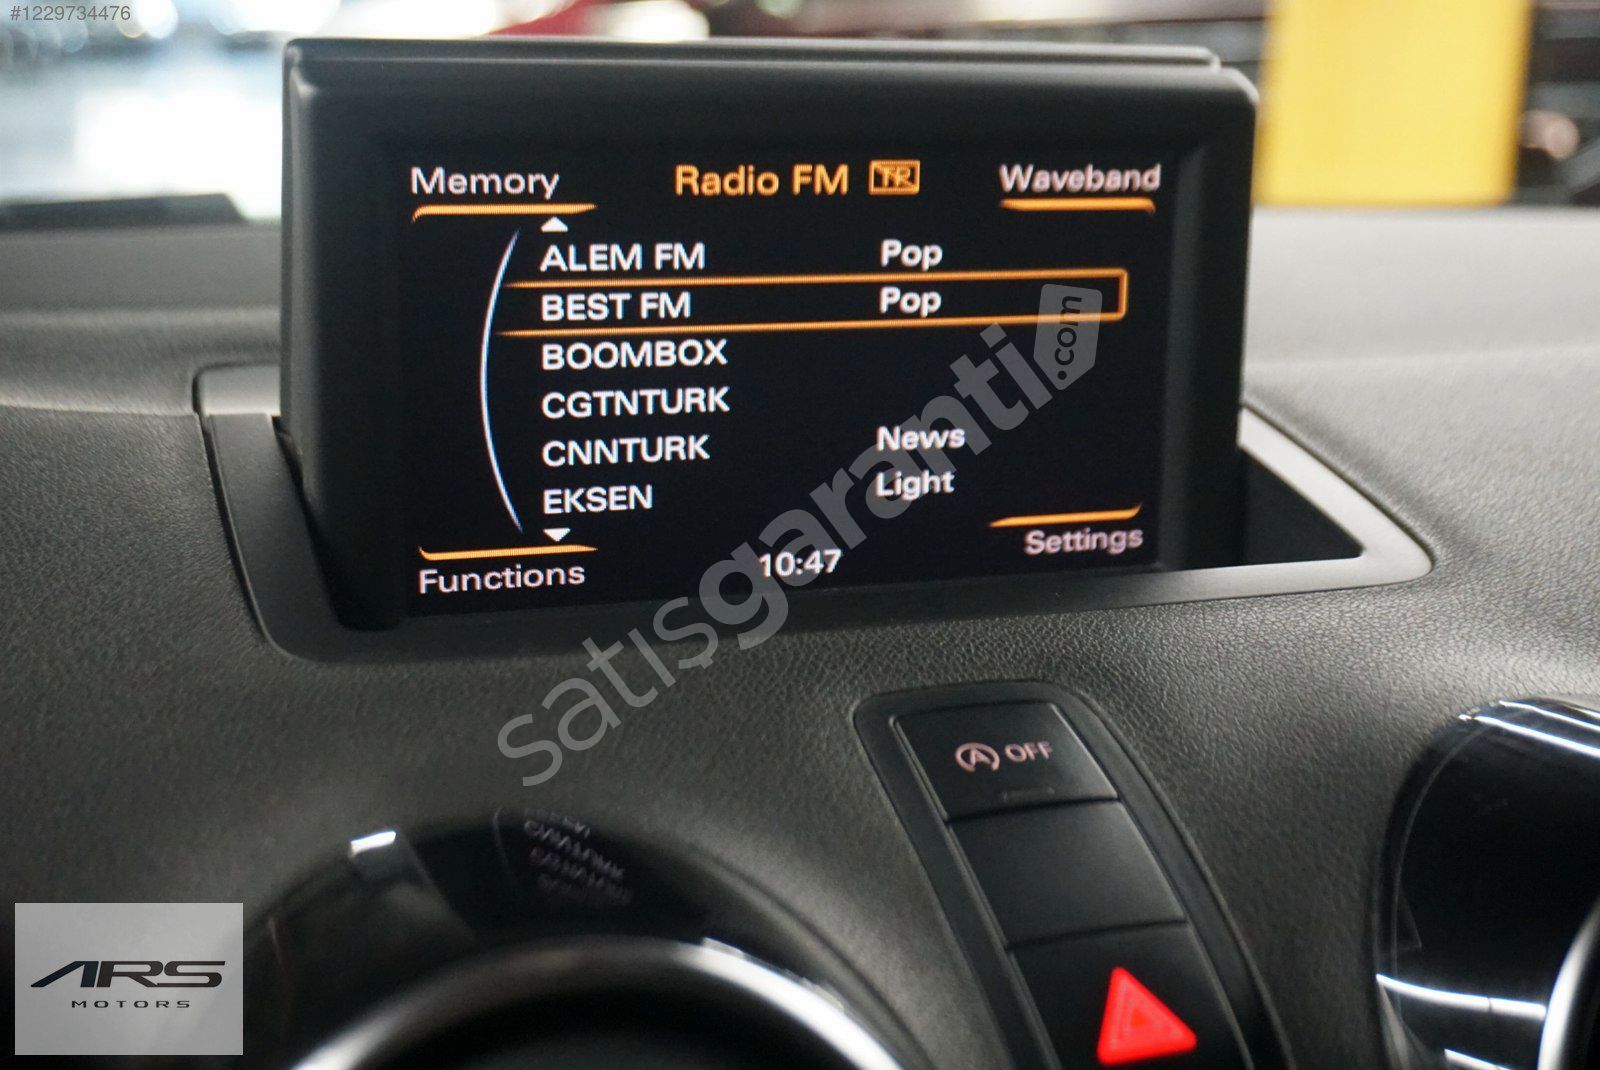 #1229734476
Memory Radio FM TR Waveband
ALEM FM Pop
BEST FM Pop
BOOMBOX
CGTNTURK
CNNTURK News
EKSEN Light
Functions 10:47 Settings
satışgaranti.com
A OFF
ARS
MOTORS